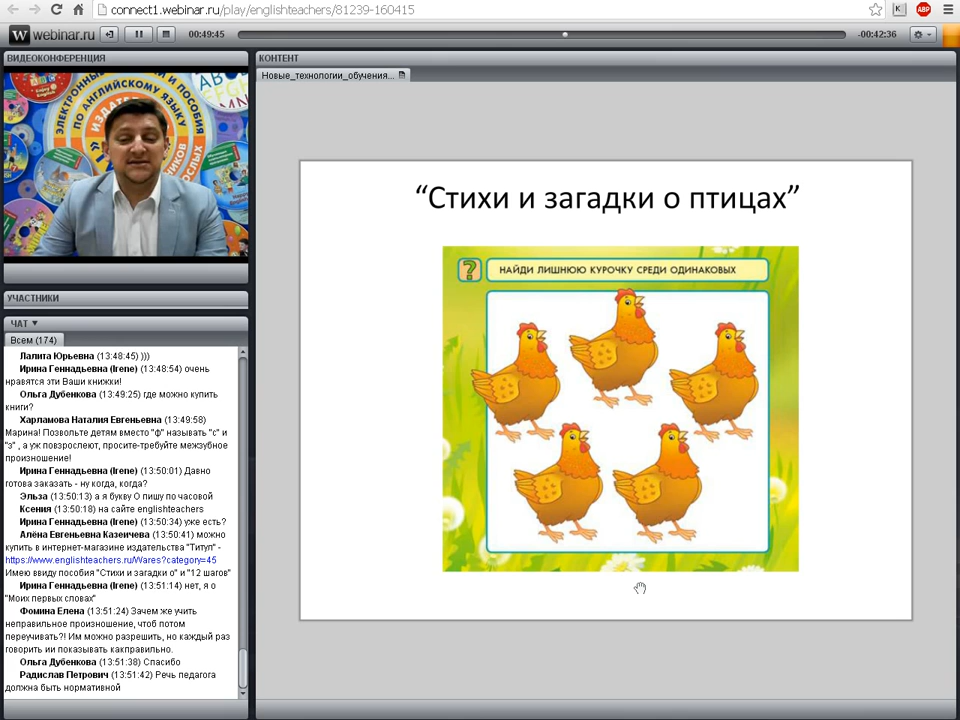 connect1.webinar.ru/play/englishteachers/81239-160415
ABP
webinar.ru
00:49:45
-00:42:36
ВИДЕОКОНФЕРЕНЦИЯ
ЭЛЕКТРОННЫЕ
И ПОСОБИЯ
ПО АНГЛИЙСКОМУ ЯЗЫКУ
УЧАСТНИКИ
ЧАТ
Всем (174)
Лалита Юрьевна (13:48:45) )))
Ирина Геннадьевна (Irene) (13:48:54) очень
нравятся эти Ваши книжки!
Ольга Дубенкова (13:49:25) где можно купить
книги?
Харламова Наталия Евгеньевна (13:49:58)
Марина! Позвольте детям вместо "ф" называть "с" и
"з" , а уж повзрослеют, просите-требуйте межзубное
произношение!
Ирина Геннадьевна (Irene) (13:50:01) Давно
готова заказать - ну когда, когда?
Эльза (13:50:13) а я букву О пишу по часовой
Ксения (13:50:18) на сайте englishteachers
Ирина Геннадьевна (Irene) (13:50:34) уже есть?
Алёна Евгеньевна Казеичева (13:50:41) можно
купить в интернет-магазине издательства "Титул" -
https://www.englishteachers.ru/Wares?category=45
Имею ввиду пособия "Стихи и загадки о" и "12 шагов"
Ирина Геннадьевна (Irene) (13:51:14) нет, я о
"Моих первых словах"
Фомина Елена (13:51:24) Зачем же учить
неправильное произношение, чтоб потом
переучивать?! Им можно разрешить, но каждый раз
говорить ии показывать какправильно.
Ольга Дубенкова (13:51:38) Спасибо
Радислав Петрович (13:51:42) Речь педагога
должна быть нормативной
КОНТЕНТ
Новые_технологии_обучения...
“Стихи и загадки о птицах”
? НАЙДИ ЛИШНЮЮ КУРОЧКУ СРЕДИ ОДИНАКОВЫХ